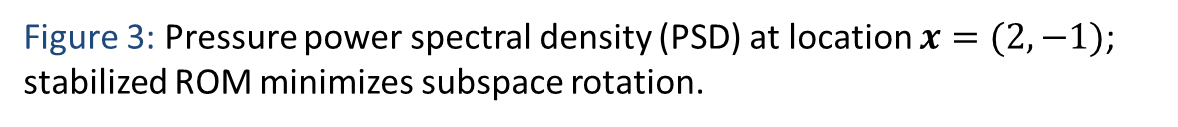 Figure 3: Pressure power spectral density (PSD) at location x = (2, −1);
stabilized ROM minimizes subspace rotation.